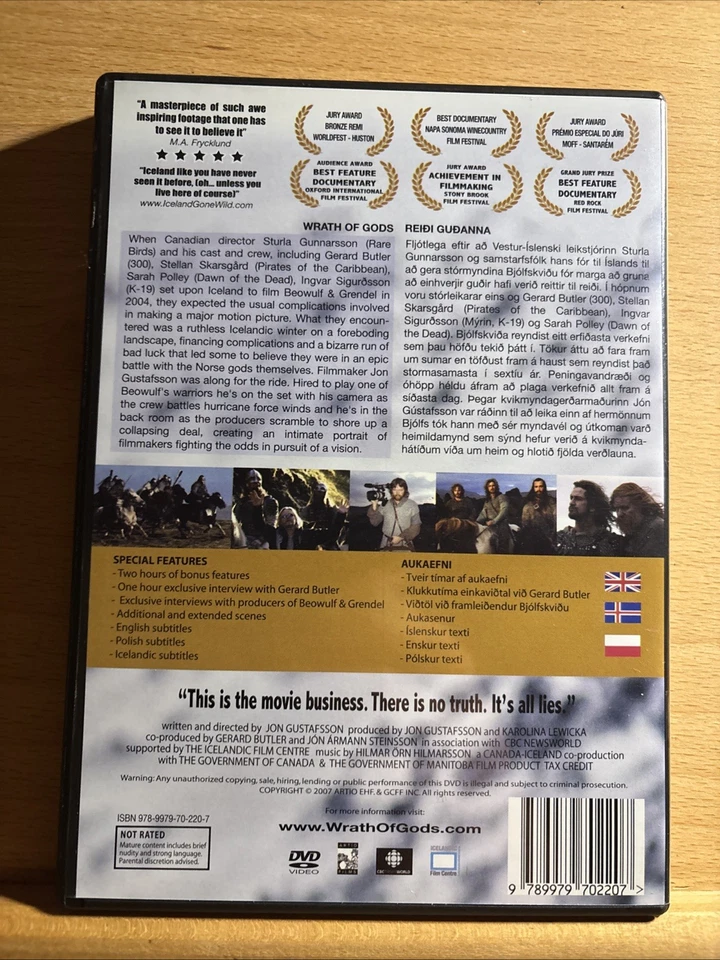 "A masterpiece of such awe
inspiring footage that one has
to see it to believe it"
M.A. Frycklund
"Iceland like you have never
seen it before, (oh... unless you
live here of course)"
www.IcelandGoneWild.com
JURY AWARD
BRONZE REMI
WORLDFEST - HUSTON
BEST DOCUMENTARY
NAPA SONOMA WINECOUNTRY
FILM FESTIVAL
JURY AWARD
PRÉMIO ESPECIAL DO JÚRI
MOFF - SANTARÉM
AUDIENCE AWARD
BEST FEATURE
DOCUMENTARY
OXFORD INTERNATIONAL
FILM FESTIVAL
JURY AWARD
ACHIEVEMENT IN
FILMMAKING
STONY BROOK
FILM FESTIVAL
GRAND JURY PRIZE
BEST FEATURE
DOCUMENTARY
RED ROCK
FILM FESTIVAL
WRATH OF GODS
When Canadian director Sturla Gunnarsson (Rare
Birds) and his cast and crew, including Gerard Butler
(300), Stellan Skarsgård (Pirates of the Caribbean),
Sarah Polley (Dawn of the Dead), Ingvar Sigurðsson
(K-19) set upon Iceland to film Beowulf & Grendel in
2004, they expected the usual complications involved
in making a major motion picture. What they encoun-
tered was a ruthless Icelandic winter on a foreboding
landscape, financing complications and a bizarre run of
bad luck that led some to believe they were in an epic
battle with the Norse gods themselves. Filmmaker Jon
Gustafsson was along for the ride. Hired to play one of
Beowulf's warriors he's on the set with his camera as
the crew battles hurricane force winds and he's in the
back room as the producers scramble to shore up a
collapsing deal, creating an intimate portrait of
filmmakers fighting the odds in pursuit of a vision.
REIÐI GUÐANNA
Fljótlega eftir að Vestur-Íslenski leikstjórinn Sturla
Gunnarsson og samstarfsfólk hans fór til Íslands til
að gera stórmyndina Bjólfskviðu fór marga að gruna
að einhverjir guðir hafi verið reittir til reiði. Í hópnum
voru stórleikarar eins og Gerard Butler (300), Stellan
Skarsgård (Pirates of the Caribbean), Ingvar
Sigurðsson (Mýrin, K-19) og Sarah Polley (Dawn of
the Dead). Bjólfskviða reyndist eitt erfiðasta verkefni
sem þau höfðu tekið þátt í. Tökur áttu að fara fram
um sumar en töfðust fram á haust sem reyndist það
stormasamasta í sextíu ár. Peningavandræði og
óhöpp héldu áfram að plaga verkefnið allt fram á
síðasta dag. Þegar kvikmyndagerðarmaðurinn Jón
Gústafsson var ráðinn til að leika einn af hermönnum
Bjólfs tók hann með sér myndavél og útkoman varð
heimildamynd sem sýnd hefur verið á kvikmynda-
hátíðum víða um heim og hlotið fjölda verðlauna.
SPECIAL FEATURES
- Two hours of bonus features
- One hour exclusive interview with Gerard Butler
- Exclusive interviews with producers of Beowulf & Grendel
- Additional and extended scenes
- English subtitles
- Polish subtitles
- Icelandic subtitles
AUKAEFNI
- Tveir tímar af aukaefni
- Klukkutíma einkaviðtal við Gerard Butler
- Viðtöl við framleiðendur Bjólfskviðu
- Aukasenur
- Íslenskur texti
- Enskur texti
- Pólskur texti
"This is the movie business. There is no truth. It's all lies."
written and directed by JON GUSTAFSSON produced by JON GUSTAFSSON and KAROLINA LEWICKA
co-produced by GERARD BUTLER and JÓN ÁRMANN STEINSSON in association with CBC NEWSWORLD
supported by THE ICELANDIC FILM CENTRE music by HILMAR ÖRN HILMARSSON a CANADA-ICELAND co-production
with THE GOVERNMENT OF CANADA & THE GOVERNMENT OF MANITOBA FILM PRODUCT TAX CREDIT
Warning: Any unauthorized copying, sale, hiring, lending or public performance of this DVD is illegal and subject to criminal prosecution.
COPYRIGHT © 2007 ARTIO EHF. & GCFF INC. All rights reserved.
For more information visit:
www.WrathOfGods.com
ISBN 978-9979-70-220-7
NOT RATED
Mature content includes brief
nudity and strong language.
Parental discretion advised.
DVD
VIDEO
ARTIO
FILMS
CBC NEWSWORLD
ICELANDIC
Film Centre
9 789979 702207 >